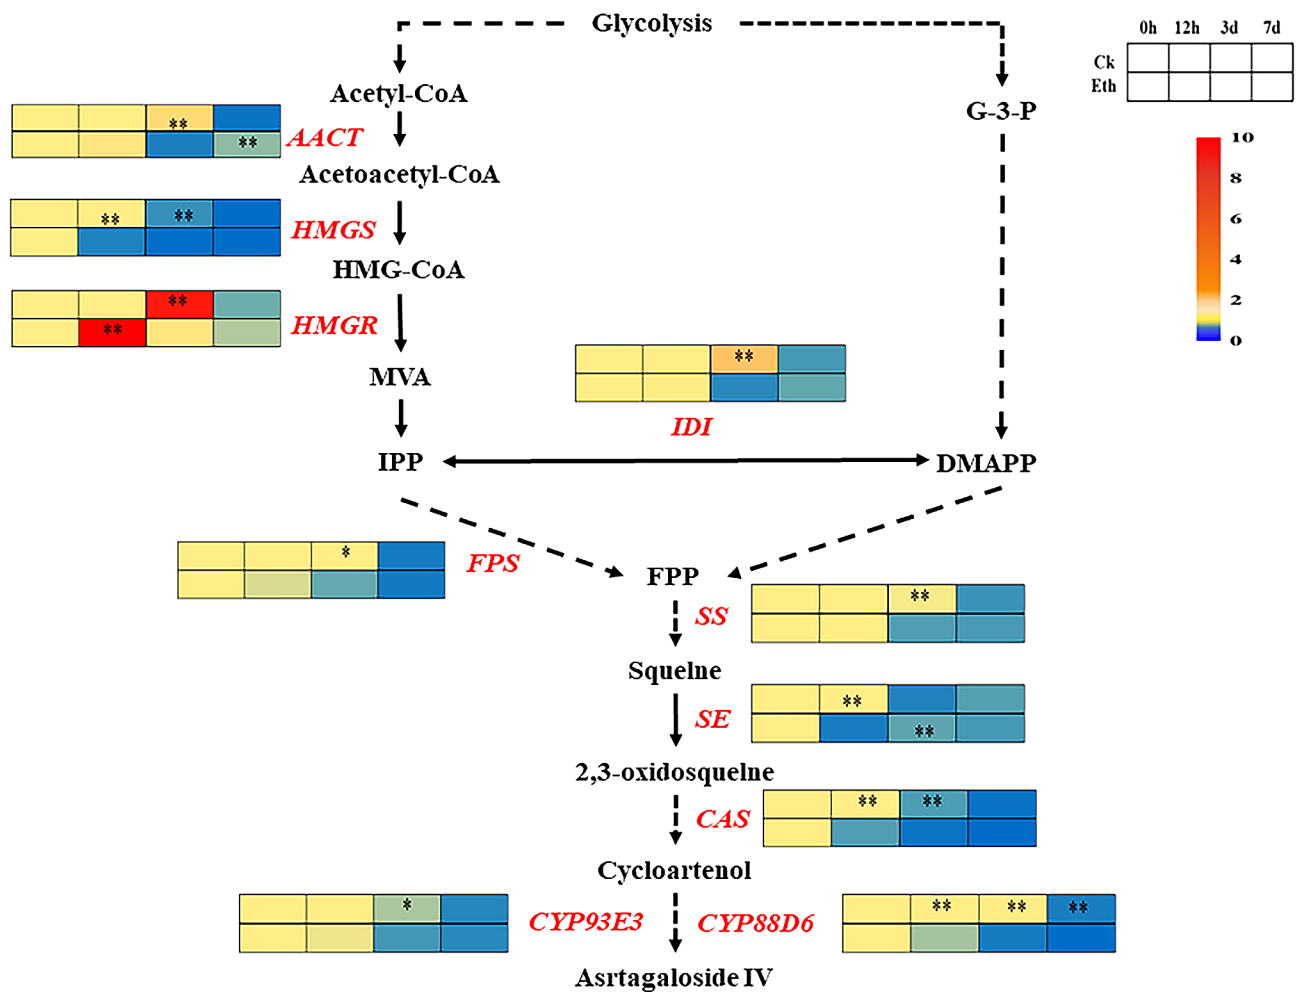 Glycolysis
0h 12h 3d 7d
Ck
Eth
Acetyl-CoA
G-3-P
** 
AACT
**
10
Acetoacetyl-CoA
8
** **
HMGS
6
HMG-CoA
4
**
2
HMGR
**
0
MVA
**
IDI
IPP
DMAPP
*
FPS
FPP
**
SS
Squelne
**
SE
**
2,3-oxidosquelne
** **
CAS
Cycloartenol
*
CYP93E3
CYP88D6
** ** **
Asrtagaloside IV